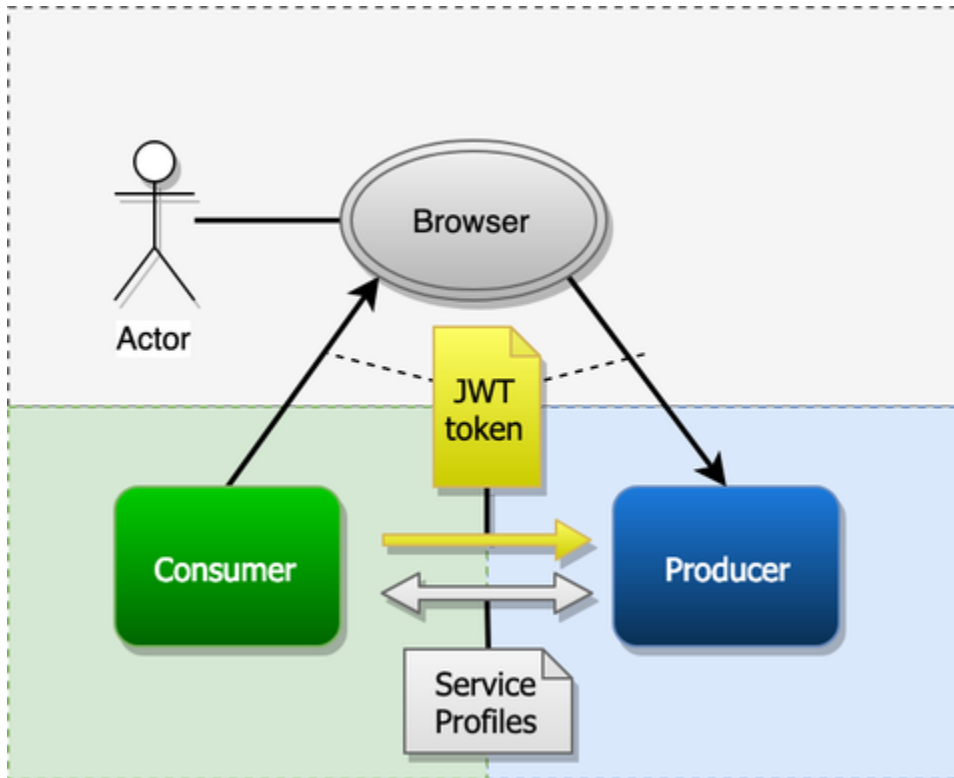 Browser
Actor
JWT
token
Consumer
Producer
Service
Profiles